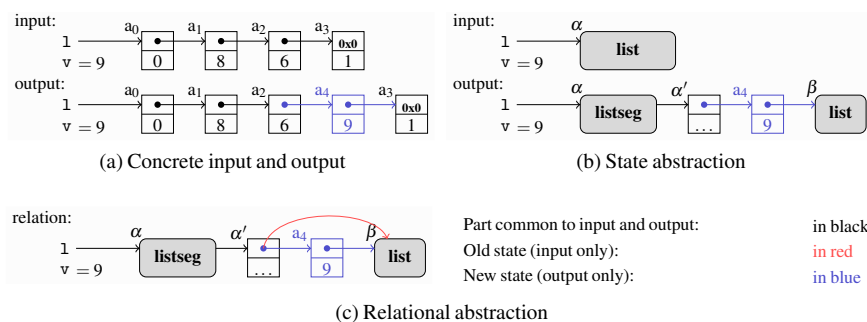 input:
l
a0 a1 a2 a3
0x0
v = 9
0 8 6 1
output:
l
a0 a1 a2 a4 a3
0x0
v = 9
0 8 6 9 1
(a) Concrete input and output
input:
l
α
list
v = 9
output:
l
α α′ a4 β
listseg list
v = 9
... 9
(b) State abstraction
relation:
l
α α′ a4 β
listseg list
v = 9
... 9
Part common to input and output: in black
Old state (input only): in red
New state (output only): in blue
(c) Relational abstraction